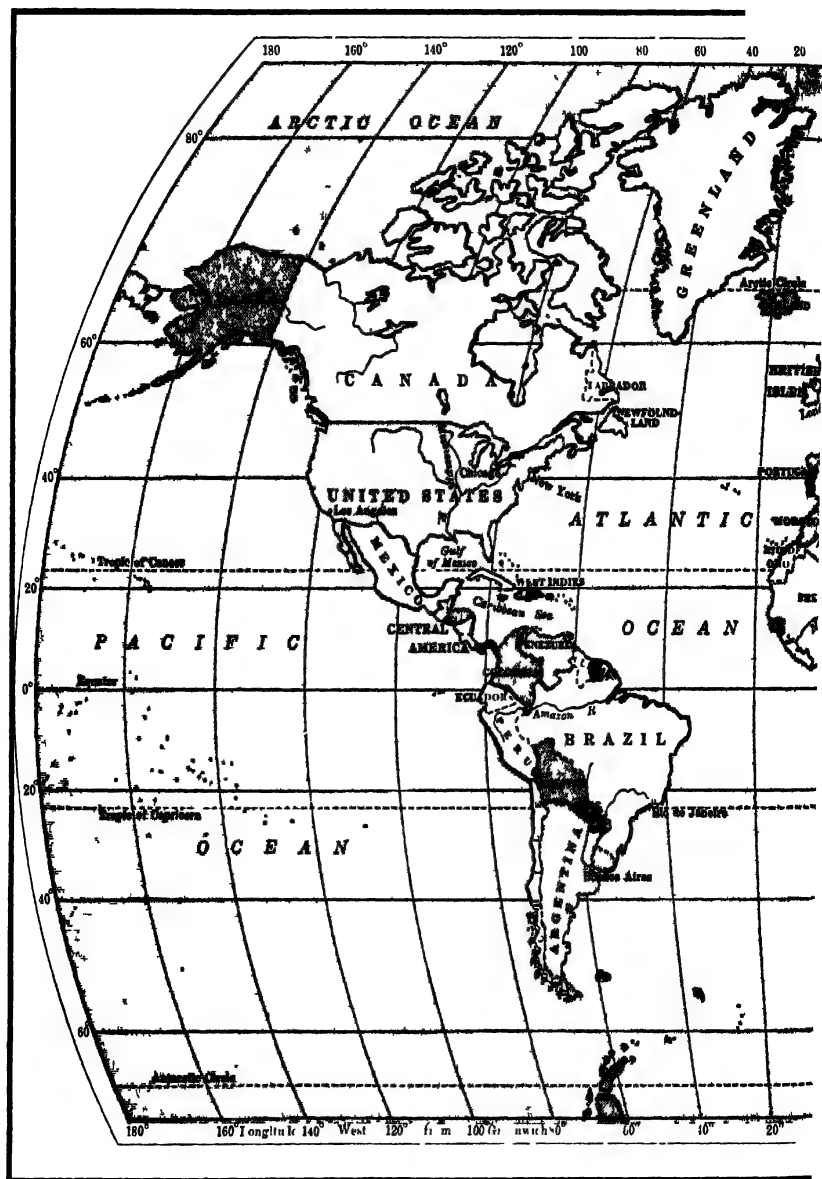 180 160° 140° 120° 100 80 60 40 20
ARCTIC OCEAN
80°
GREENLAND
Arctic Circle
60°
CANADA
LABRADOR
BRITISH
ISLES
NEWFOUND-
LAND
40°
Chicago
New York
UNITED STATES
Los Angeles
ATLANTIC
MEXICO
Gulf
of Mexico
Tropic of Cancer
20°
WEST INDIES
Caribbean Sea
PACIFIC
CENTRAL
AMERICA
OCEAN
Equator
0°
ECUADOR
Amazon R
PERU
BRAZIL
20°
Tropic of Capricorn
Rio de Janeiro
OCEAN
Buenos Aires
ARGENTINA
40°
60
Antarctic Circle
180° 160° 140° West 120° 100 60° 20°